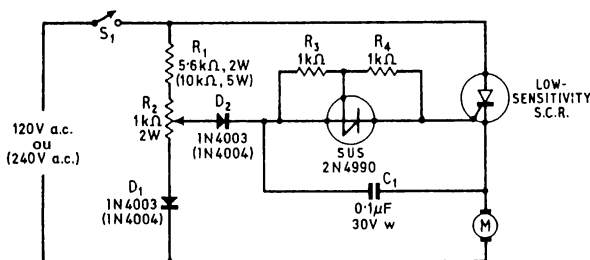 S1
R1
5·6kΩ, 2W
(10kΩ, 5W)
R2
1kΩ
2W
D2
1N4003
(1N4004)
R3
1kΩ
R4
1kΩ
SUS
2N4990
LOW-
SENSITIVITY
S.C.R.
120V a.c.
ou
(240V a.c.)
D1
1N4003
(1N4004)
C1
0·1µF
30V w
M